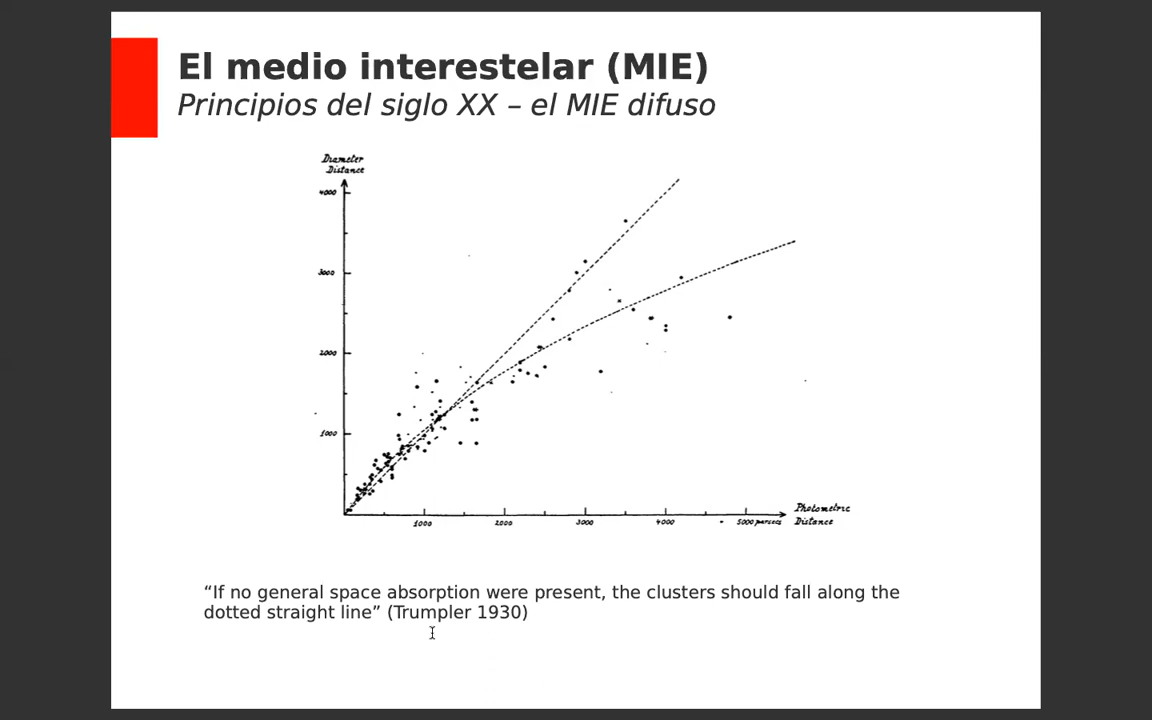 El medio interestelar (MIE)
Principios del siglo XX – el MIE difuso
Diameter
Distance
4000
3000
2000
1000
1000
2000
3000
4000
5000 parsecs
Photometric
Distance
“If no general space absorption were present, the clusters should fall along the
dotted straight line” (Trumpler 1930)